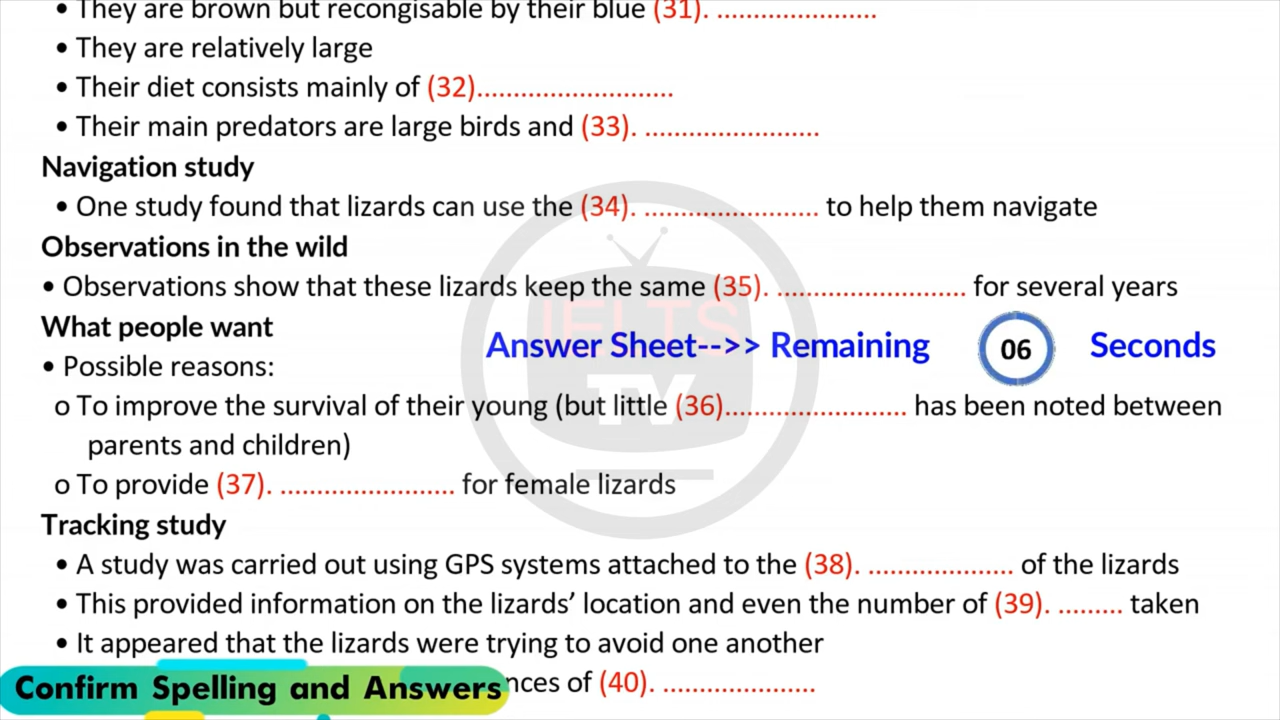 • They are brown but recongisable by their blue (31). ......................
• They are relatively large
• Their diet consists mainly of (32)...........................
• Their main predators are large birds and (33). ........................
Navigation study
• One study found that lizards can use the (34). ........................ to help them navigate
Observations in the wild
• Observations show that these lizards keep the same (35). .......................... for several years
What people want
Answer Sheet-->> Remaining 06 Seconds
• Possible reasons:
o To improve the survival of their young (but little (36)......................... has been noted between
parents and children)
o To provide (37). ........................ for female lizards
Tracking study
• A study was carried out using GPS systems attached to the (38). .................... of the lizards
• This provided information on the lizards’ location and even the number of (39). ......... taken
• It appeared that the lizards were trying to avoid one another
nces of (40). .....................
Confirm Spelling and Answers
IELTS
TV